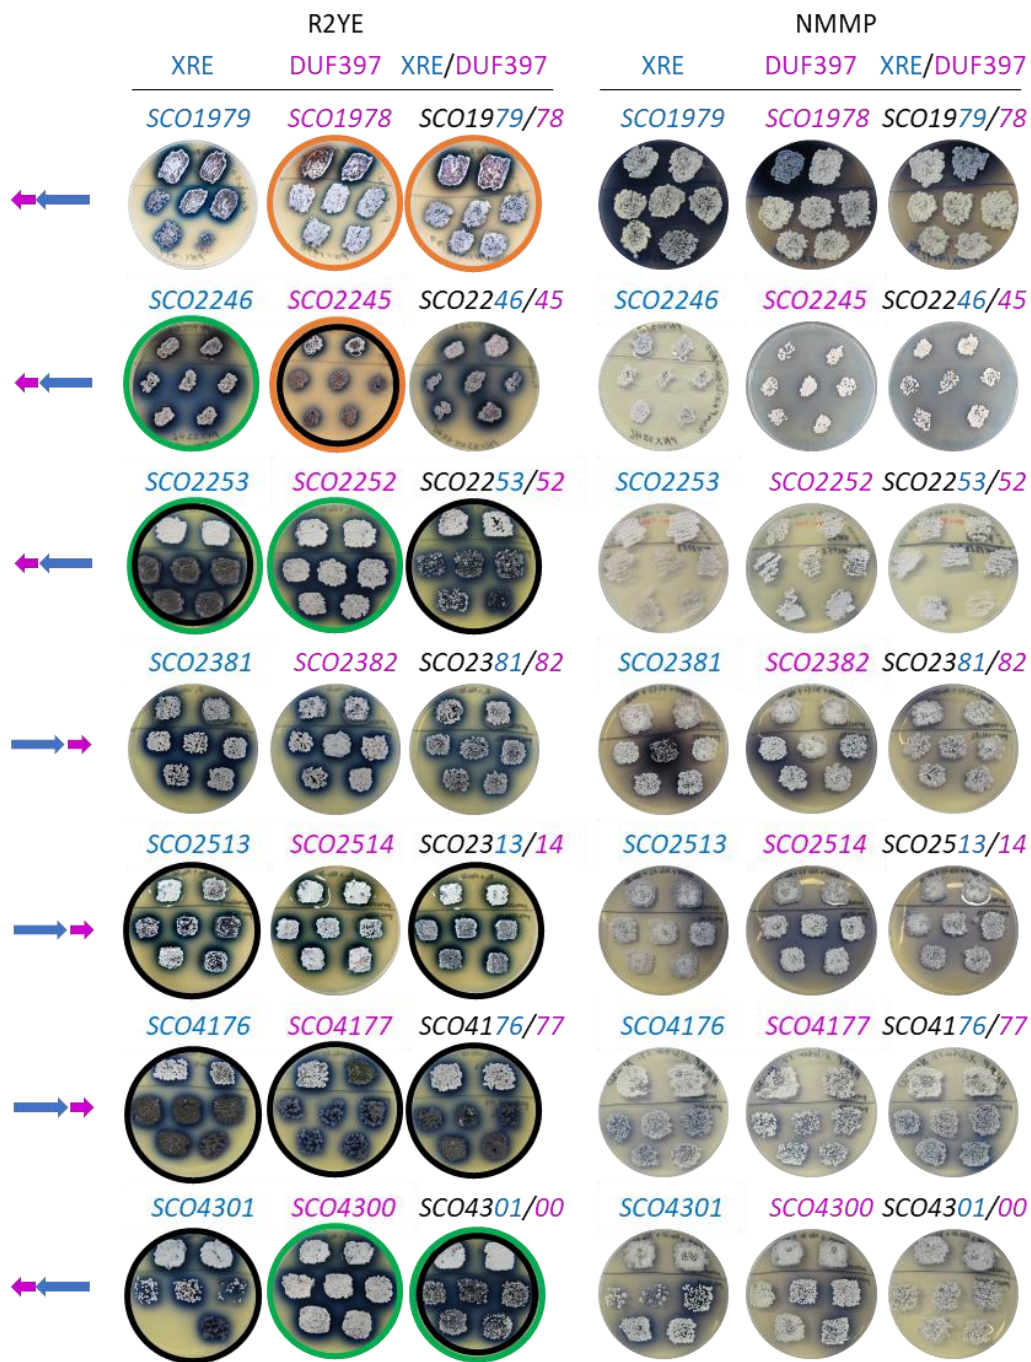 R2YE NMMP
XRE DUF397 XRE/DUF397 XRE DUF397 XRE/DUF397
SCO1979 SCO1978 SCO1979/78 SCO1979 SCO1978 SCO1979/78
SCO2246 SCO2245 SCO2246/45 SCO2246 SCO2245 SCO2246/45
SCO2253 SCO2252 SCO2253/52 SCO2253 SCO2252 SCO2253/52
SCO2381 SCO2382 SCO2381/82 SCO2381 SCO2382 SCO2381/82
SCO2513 SCO2514 SCO2313/14 SCO2513 SCO2514 SCO2513/14
SCO4176 SCO4177 SCO4176/77 SCO4176 SCO4177 SCO4176/77
SCO4301 SCO4300 SCO4301/00 SCO4301 SCO4300 SCO4301/00